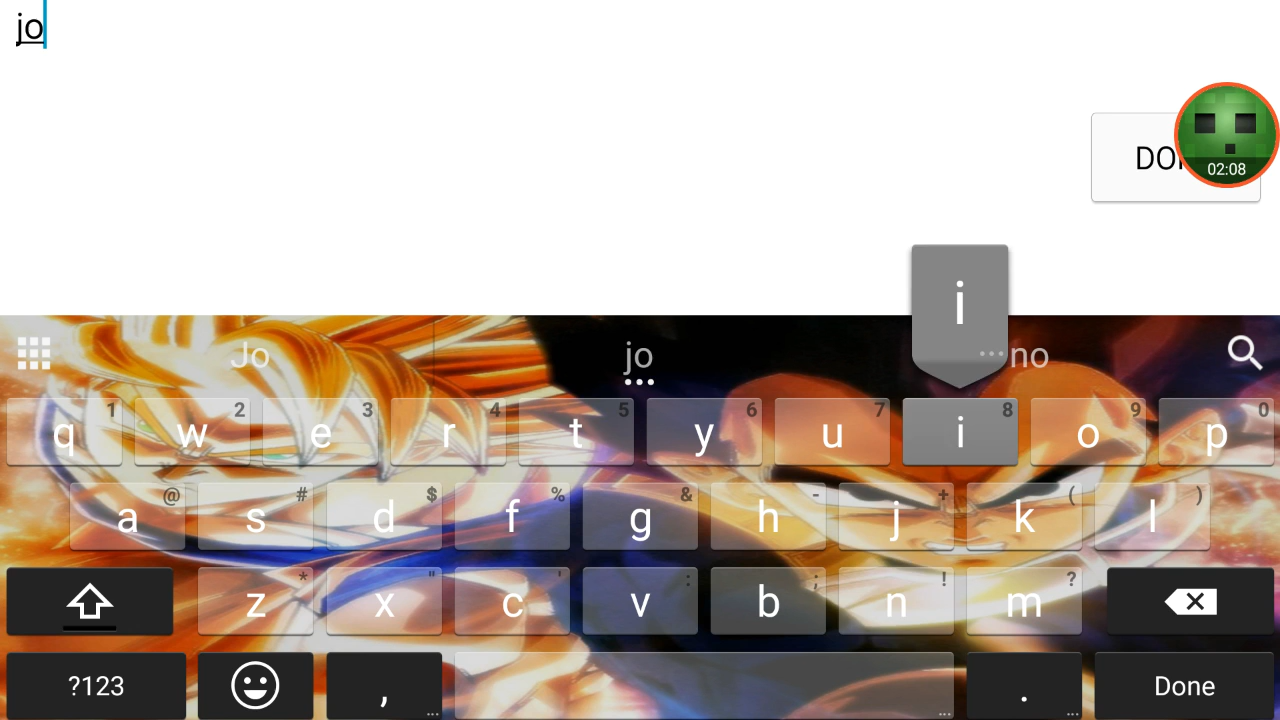 jo
DO
02:08
i
Jo jo ...no
q 1 w 2 e 3 r 4 t 5 y 6 u 7 i 8 o 9 p 0
a @ s # d $ f % g & h - j + k ( l )
z * x " c ' v : b ; n ! m ?
?123 , ... ... . ... Done